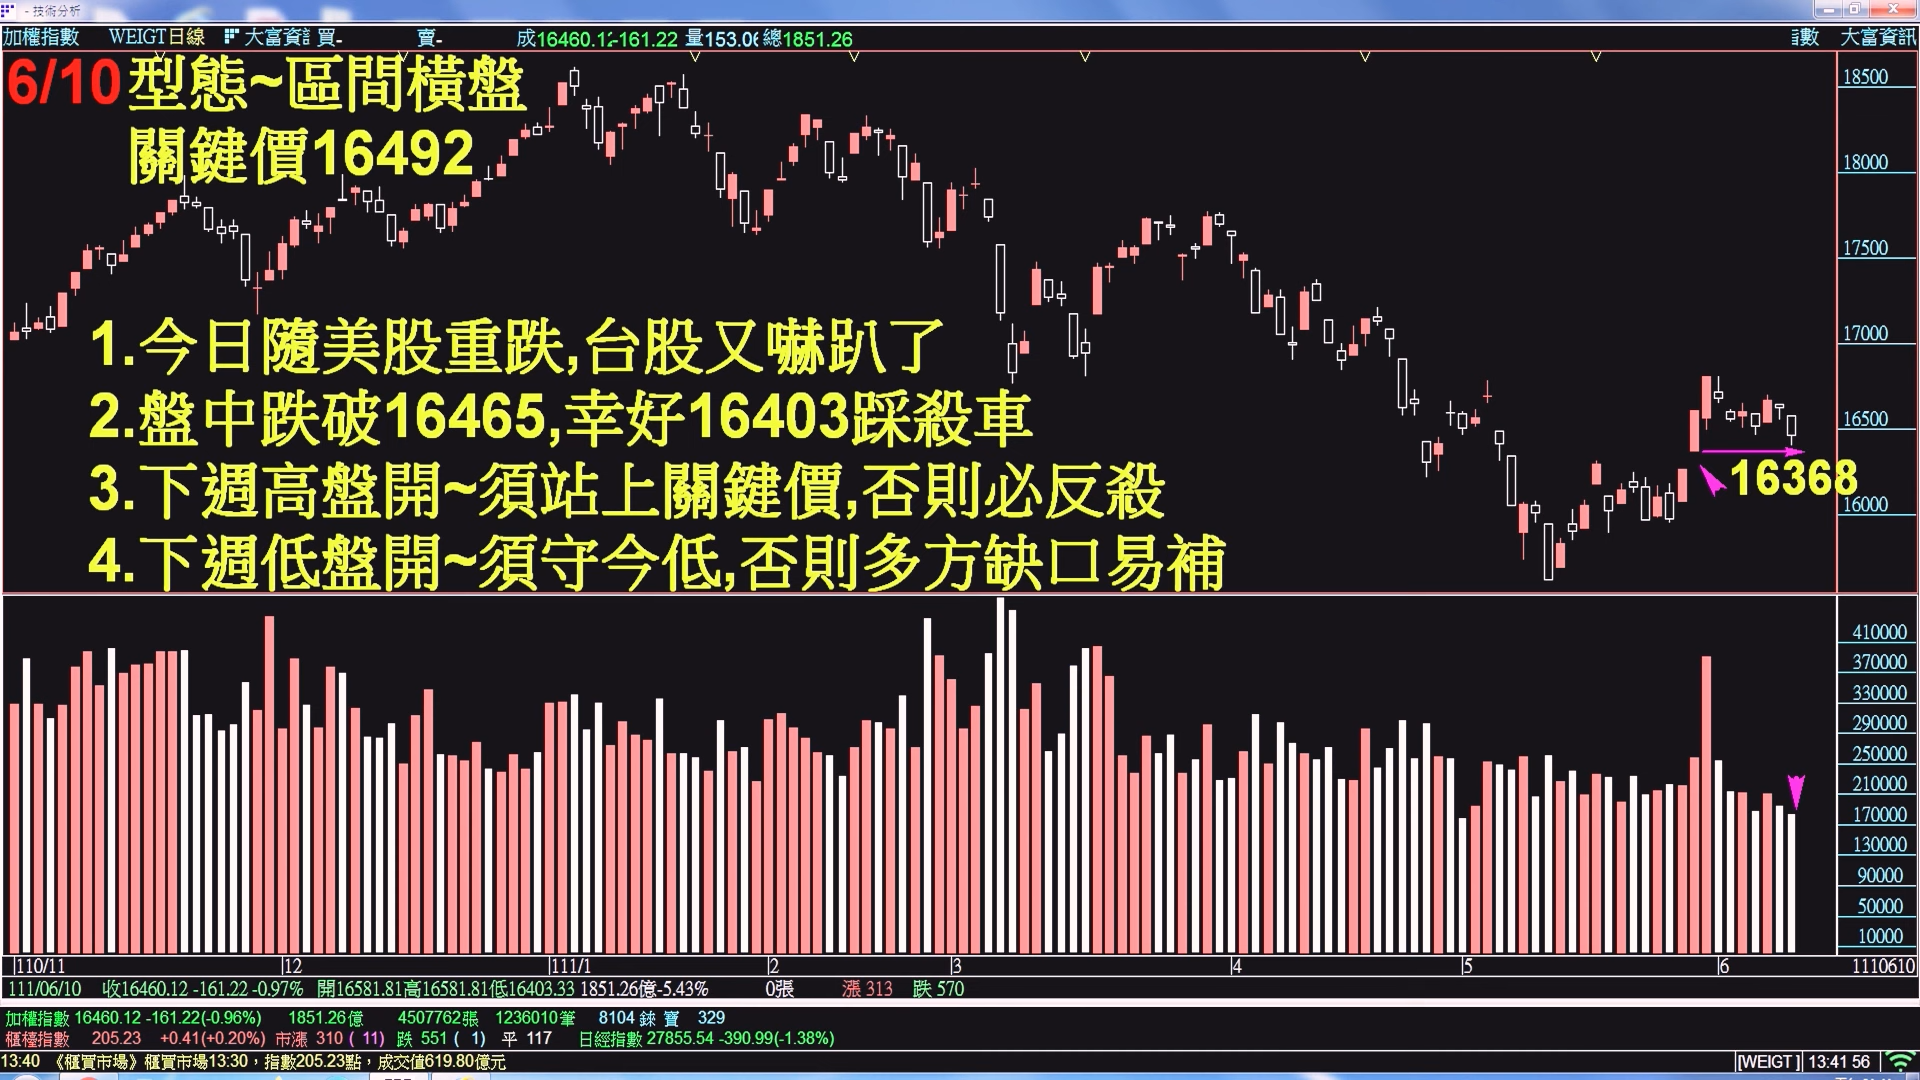 - 技術分析
加權指數 WEIGT日線 大富資訊 買- 賣- 成16460.12-161.22 量153.06 總1851.26 數 大富資訊
6/10型態~區間橫盤
關鍵價16492
1.今日隨美股重跌,台股又嚇趴了
2.盤中跌破16465,幸好16403踩殺車
3.下週高盤開~須站上關鍵價,否則必反殺
4.下週低盤開~須守今低,否則多方缺口易補
18500
18000
17500
17000
16500
16368
16000
410000
370000
330000
290000
250000
210000
170000
130000
90000
50000
10000
110/11 12 111/1 2 3 4 5 6 1110610
111/06/10 收16460.12 -161.22 -0.97% 開16581.81高16581.81低16403.33 1851.26億-5.43% 0張 漲 313 跌 570
加權指數 16460.12 -161.22(-0.96%) 1851.26億 4507762張 1236010筆 8104 錸 寶 329
櫃檯指數 205.23 +0.41(+0.20%) 市漲 310 ( 11) 跌 551 ( 1) 平 117 日經指數 27855.54 -390.99(-1.38%)
13:40 《櫃買市場》櫃買市場13:30,指數205.23點,成交值619.80億元 [WEIGT] 13:41 56